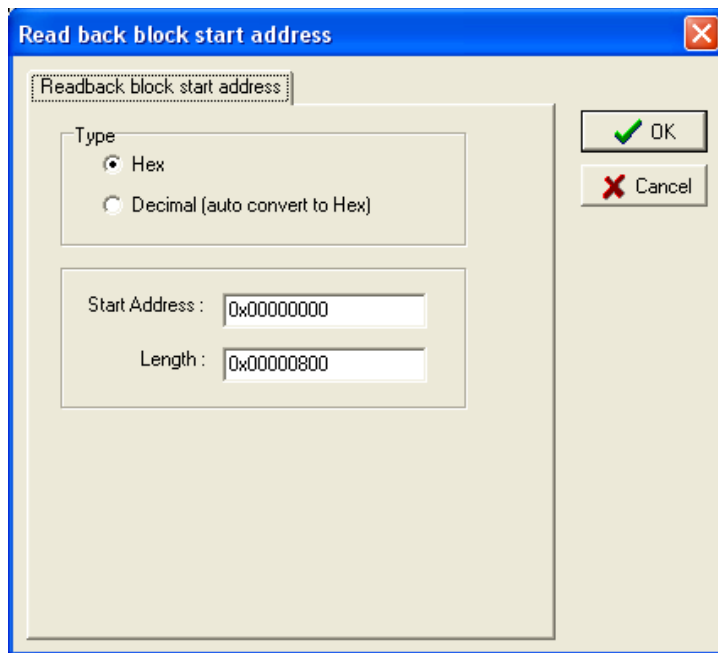 Read back block start address
Readback block start address
Type
Hex
Decimal (auto convert to Hex)
Start Address : 0x00000000
Length : 0x00000800
OK
Cancel